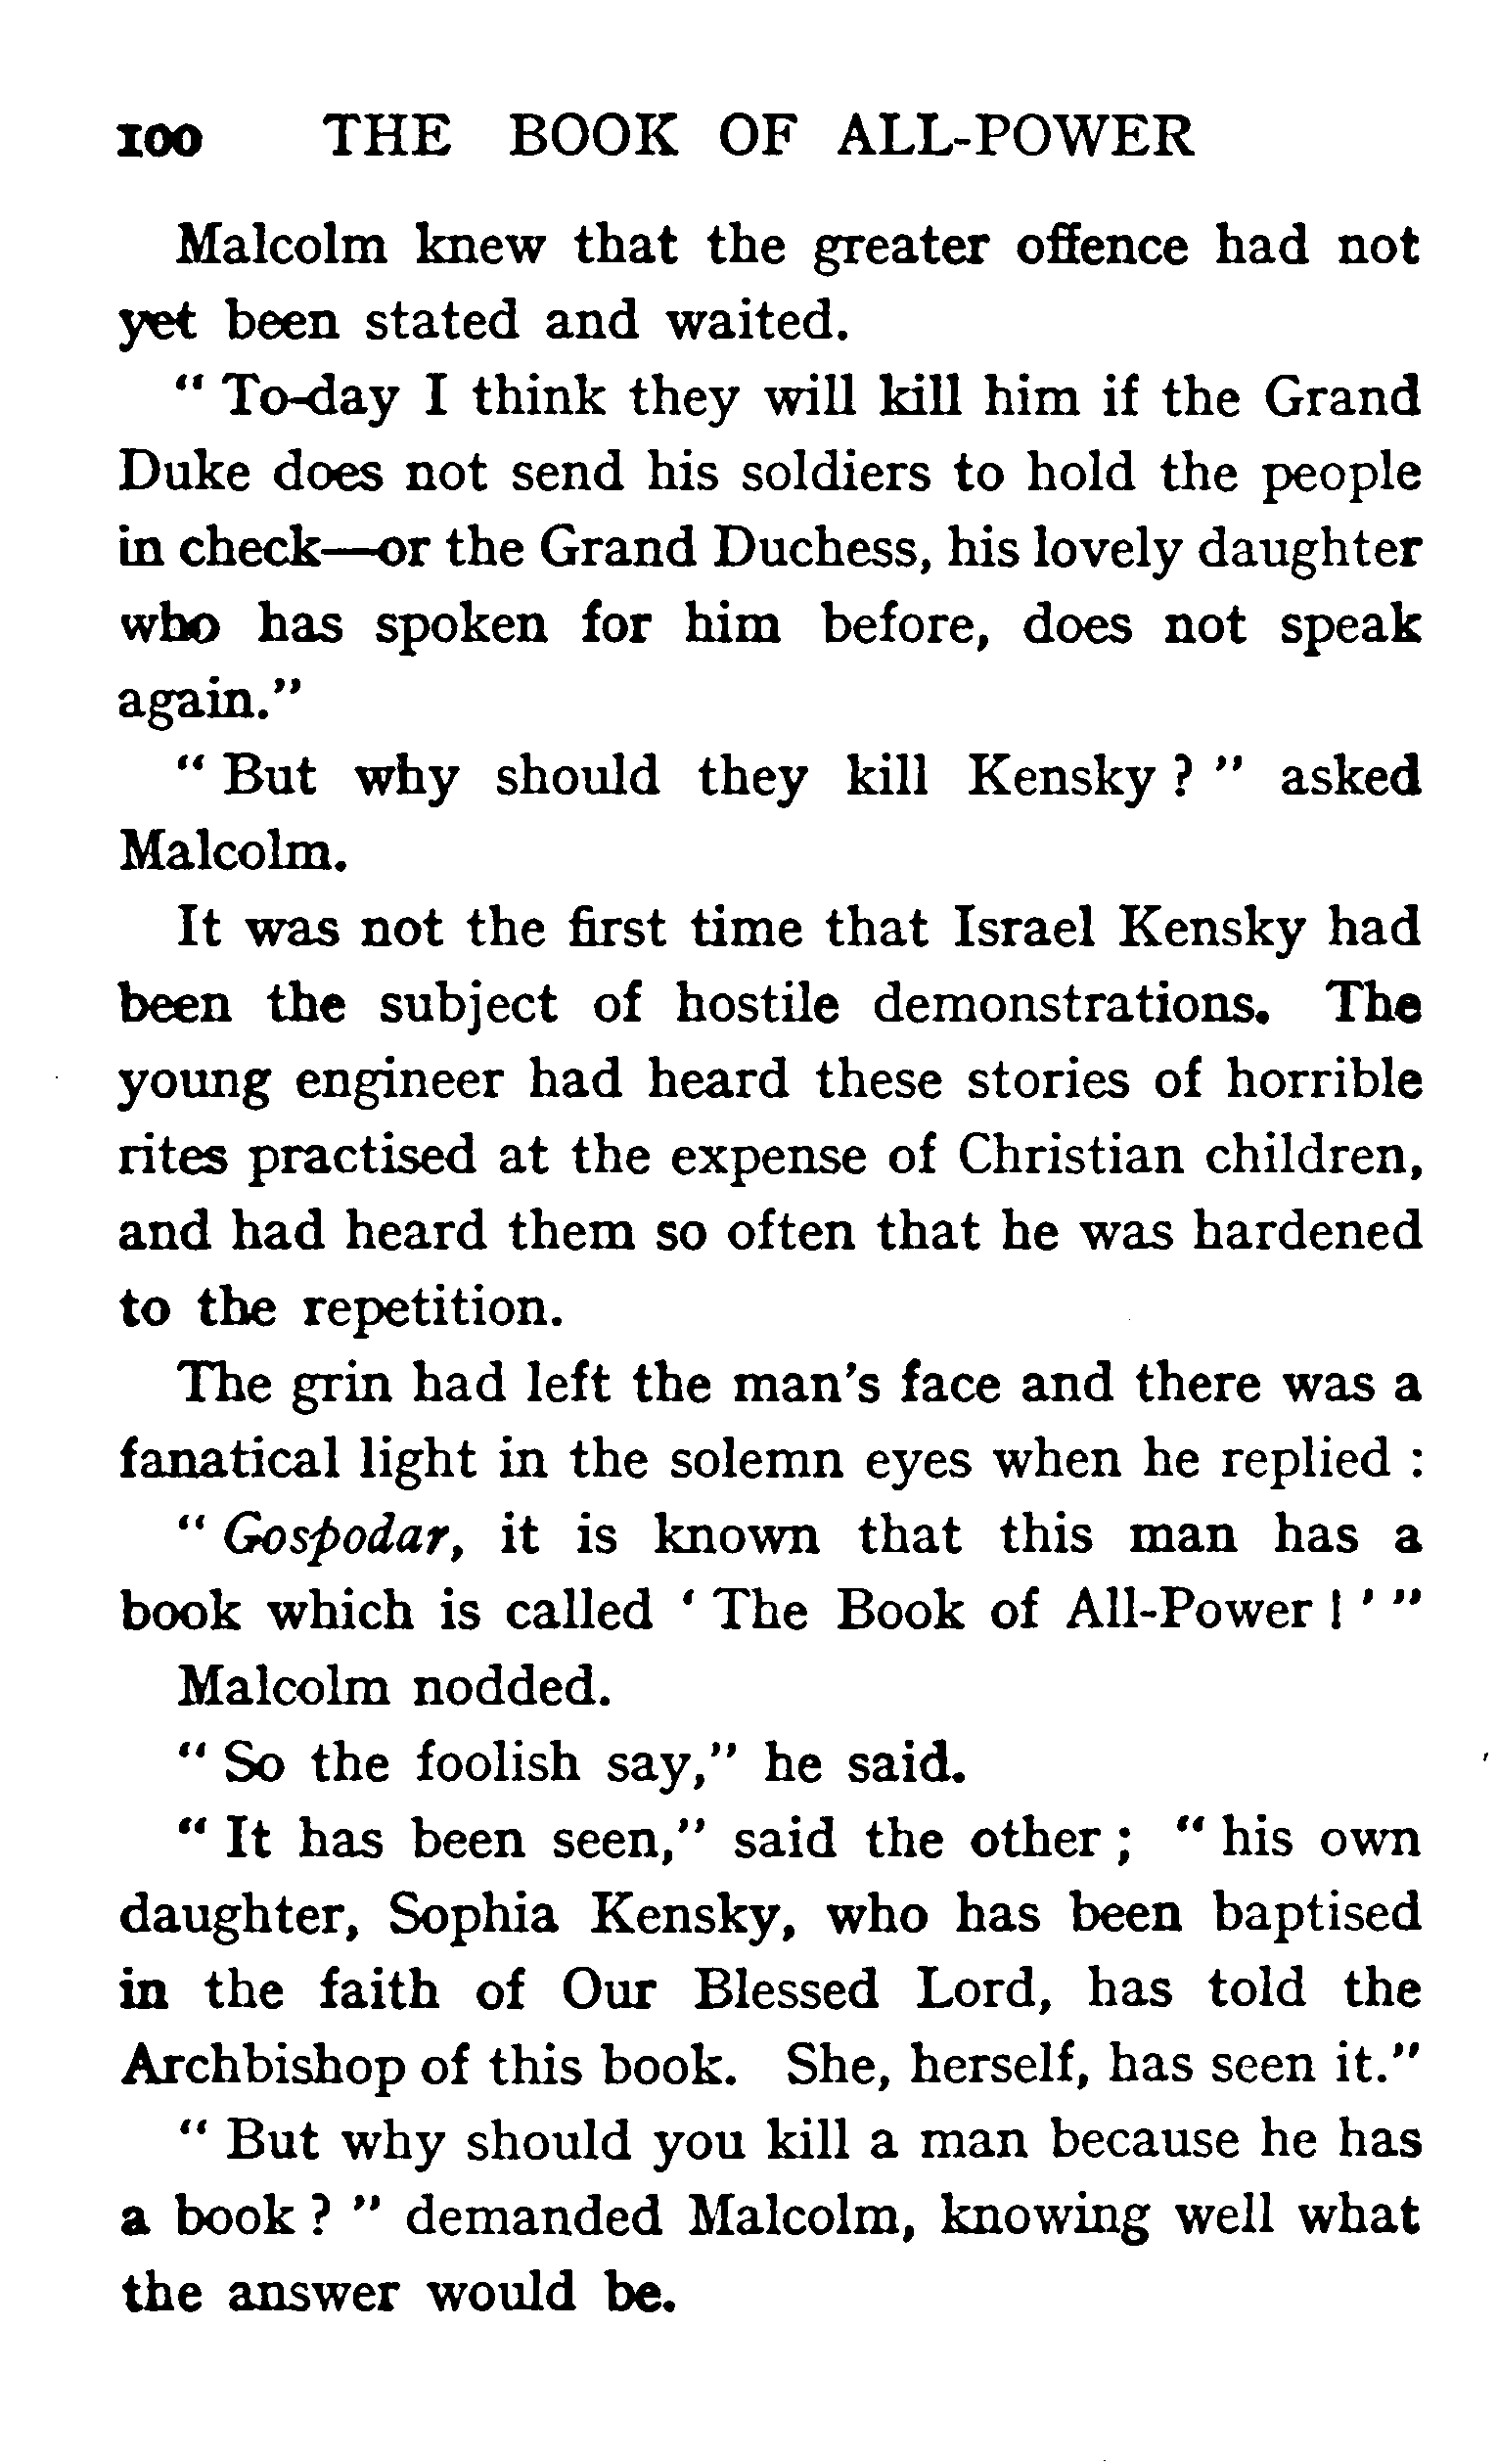 100 THE BOOK OF ALL-POWER
Malcolm knew that the greater offence had not
yet been stated and waited.
" To-day I think they will kill him if the Grand
Duke does not send his soldiers to hold the people
in check—or the Grand Duchess, his lovely daughter
who has spoken for him before, does not speak
again."
" But why should they kill Kensky ? " asked
Malcolm.
It was not the first time that Israel Kensky had
been the subject of hostile demonstrations. The
young engineer had heard these stories of horrible
rites practised at the expense of Christian children,
and had heard them so often that he was hardened
to the repetition.
The grin had left the man's face and there was a
fanatical light in the solemn eyes when he replied :
" Gospodar, it is known that this man has a
book which is called ' The Book of All-Power ! ' "
Malcolm nodded.
" So the foolish say," he said.
" It has been seen," said the other ; " his own
daughter, Sophia Kensky, who has been baptised
in the faith of Our Blessed Lord, has told the
Archbishop of this book. She, herself, has seen it."
" But why should you kill a man because he has
a book ? " demanded Malcolm, knowing well what
the answer would be.